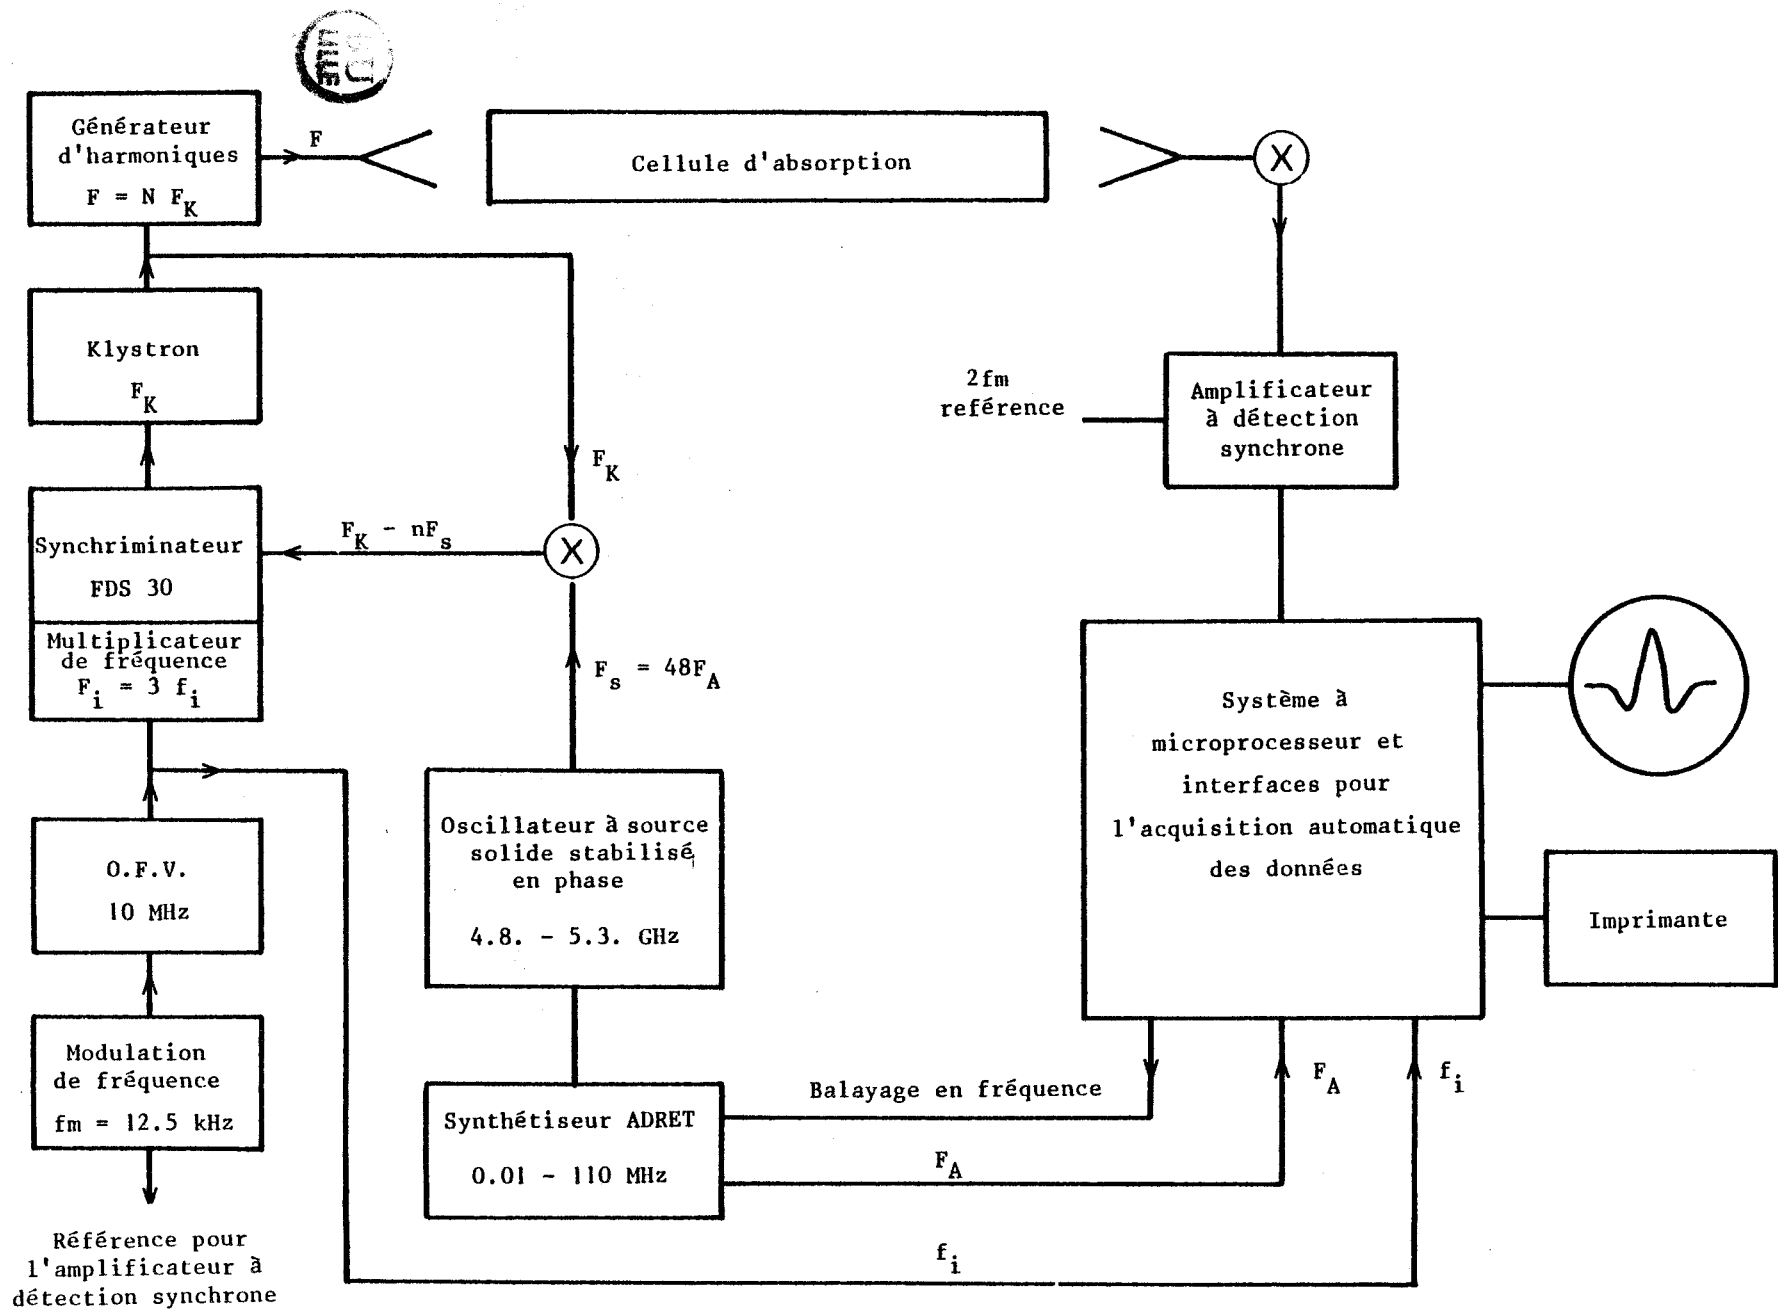 Générateur
d'harmoniques
F = N F_K
F
Cellule d'absorption
X
Klystron
F_K
2fm
reférence
Amplificateur
à détection
synchrone
F_K
F_K - nF_s
X
Synchriminateur
FDS 30
Multiplicateur
de fréquence
F_i = 3 f_i
F_s = 48F_A
Système à
microprocesseur et
interfaces pour
l'acquisition automatique
des données
Oscillateur à source
solide stabilisé
en phase
4.8. - 5.3. GHz
O.F.V.
10 MHz
Imprimante
Modulation
de fréquence
fm = 12.5 kHz
Synthétiseur ADRET
0.01 - 110 MHz
Balayage en fréquence
F_A
F_A
f_i
Référence pour
l'amplificateur à
détection synchrone
f_i